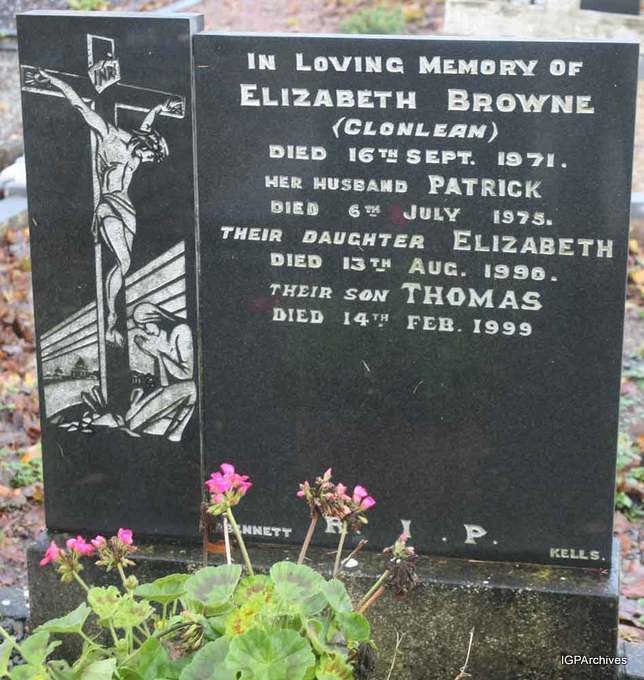 INRI
IN LOVING MEMORY OF
ELIZABETH BROWNE
(CLONLEAM)
DIED 16TH SEPT. 1971.
HER HUSBAND PATRICK
DIED 6TH JULY 1975.
THEIR DAUGHTER ELIZABETH
DIED 13TH AUG. 1990.
THEIR SON THOMAS
DIED 14TH FEB. 1999
R. I. P.
BENNETT
KELLS.
IGPArchives